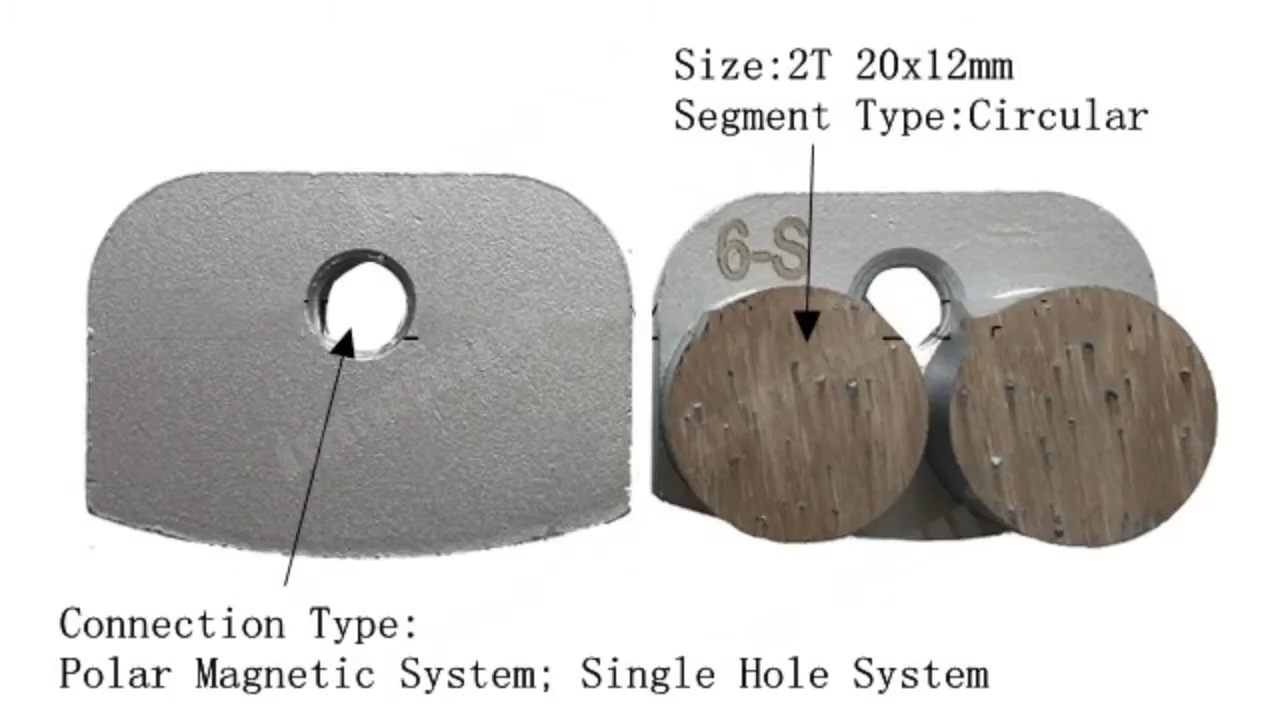 Size:2T 20x12mm
Segment Type:Circular
6-S
Connection Type:
Polar Magnetic System; Single Hole System